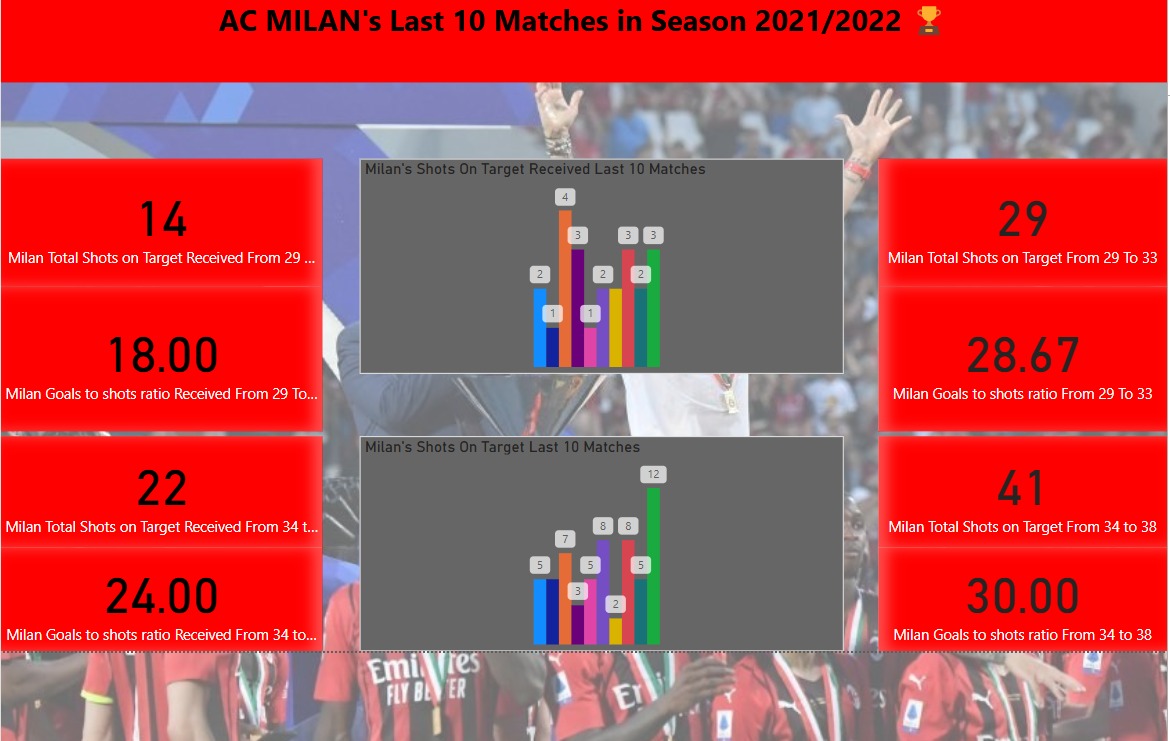 AC MILAN's Last 10 Matches in Season 2021/2022 🏆
14
Milan Total Shots on Target Received From 29 ...
18.00
Milan Goals to shots ratio Received From 29 To...
22
Milan Total Shots on Target Received From 34 t...
24.00
Milan Goals to shots ratio Received From 34 to...
Milan's Shots On Target Received Last 10 Matches
2
1
4
3
1
2
3
2
3
Milan's Shots On Target Last 10 Matches
5
7
3
5
8
2
8
5
12
29
Milan Total Shots on Target From 29 To 33
28.67
Milan Goals to shots ratio From 29 To 33
41
Milan Total Shots on Target From 34 to 38
30.00
Milan Goals to shots ratio From 34 to 38
FLY BETTER